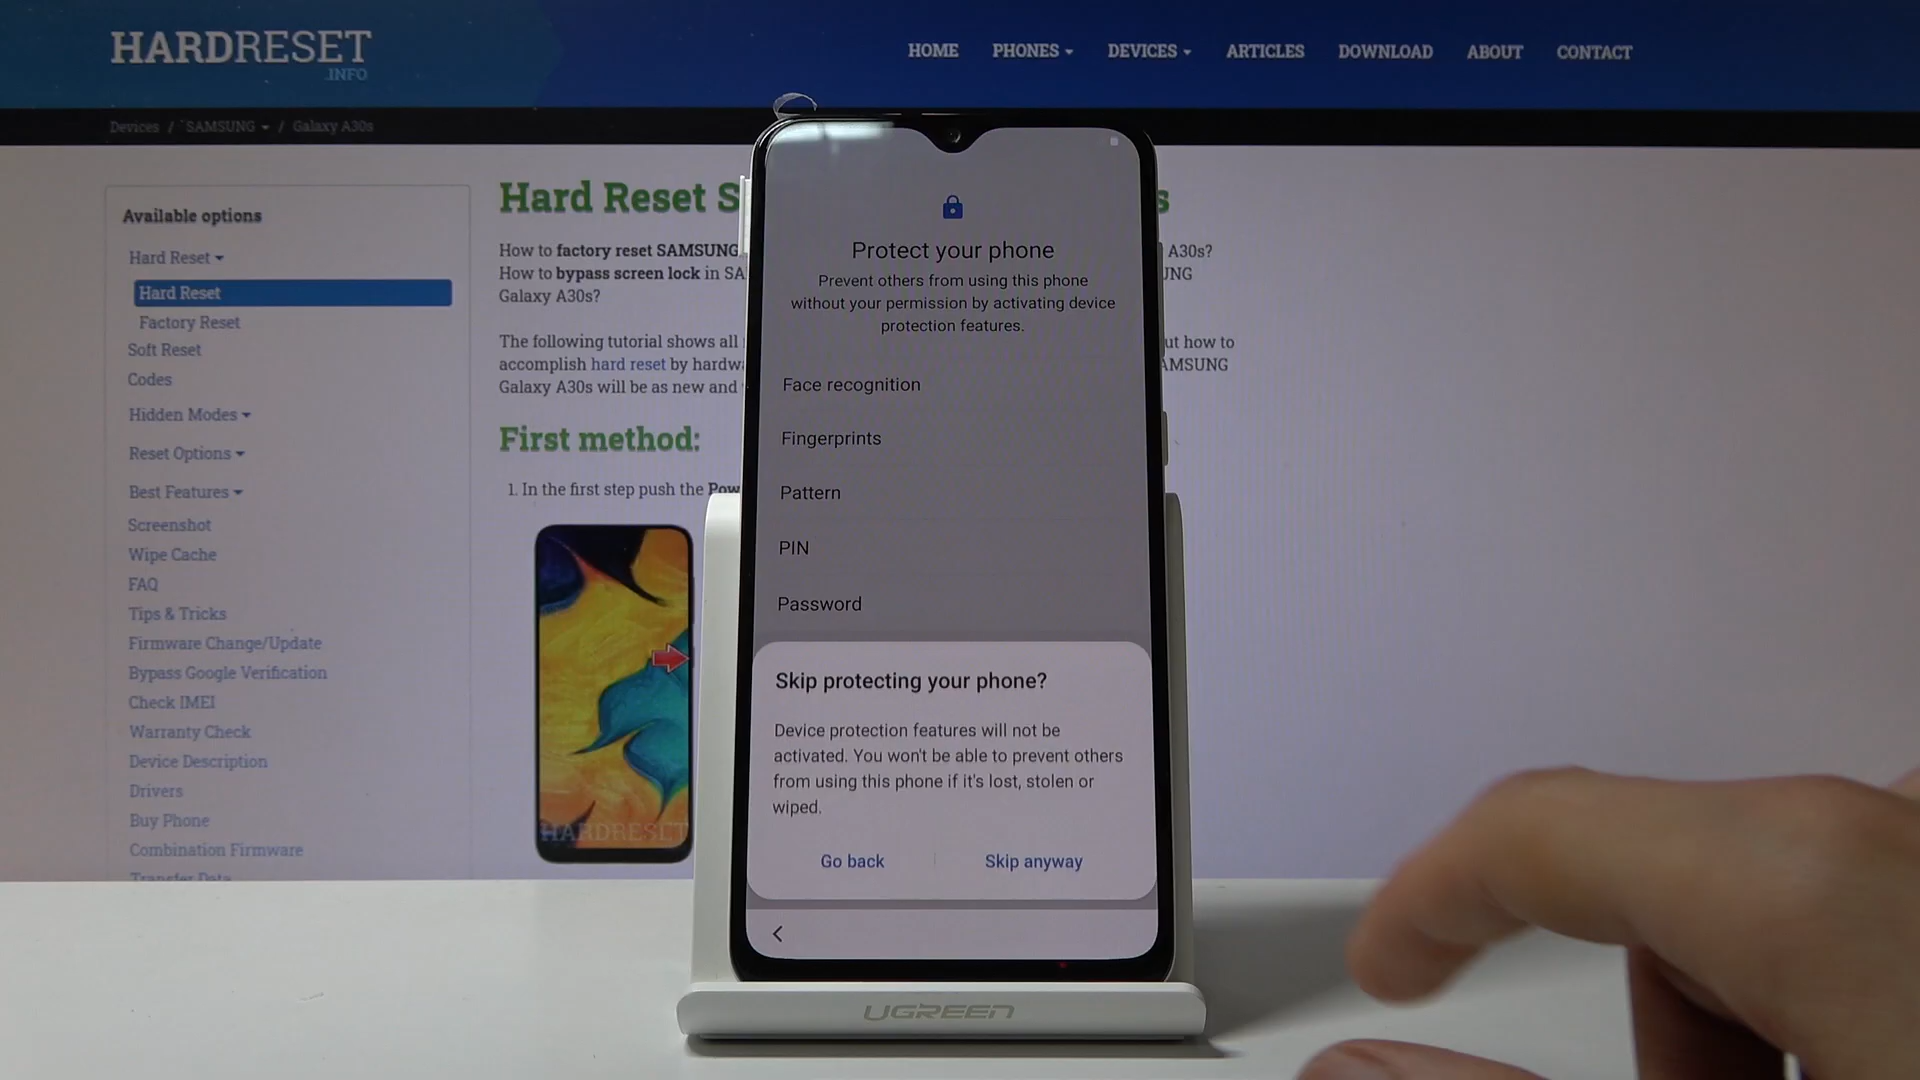 HARDRESET
.INFO
HOME PHONES DEVICES ARTICLES DOWNLOAD ABOUT CONTACT
Devices / SAMSUNG / Galaxy A30s
Available options
Hard Reset
Hard Reset
Factory Reset
Soft Reset
Codes
Hidden Modes
Reset Options
Best Features
Screenshot
Wipe Cache
FAQ
Tips & Tricks
Firmware Change/Update
Bypass Google Verification
Check IMEI
Warranty Check
Device Description
Drivers
Buy Phone
Combination Firmware
Transfer Data
Hard Reset S
s
How to factory reset SAMSUNG
A30s?
How to bypass screen lock in SA
UNG
Galaxy A30s?
The following tutorial shows all
ut how to
accomplish hard reset by hardw
AMSUNG
Galaxy A30s will be as new and
First method:
1. In the first step push the Pow
HARDRESET
Protect your phone
Prevent others from using this phone
without your permission by activating device
protection features.
Face recognition
Fingerprints
Pattern
PIN
Password
Skip protecting your phone?
Device protection features will not be
activated. You won't be able to prevent others
from using this phone if it's lost, stolen or
wiped.
Go back Skip anyway
UGREEN